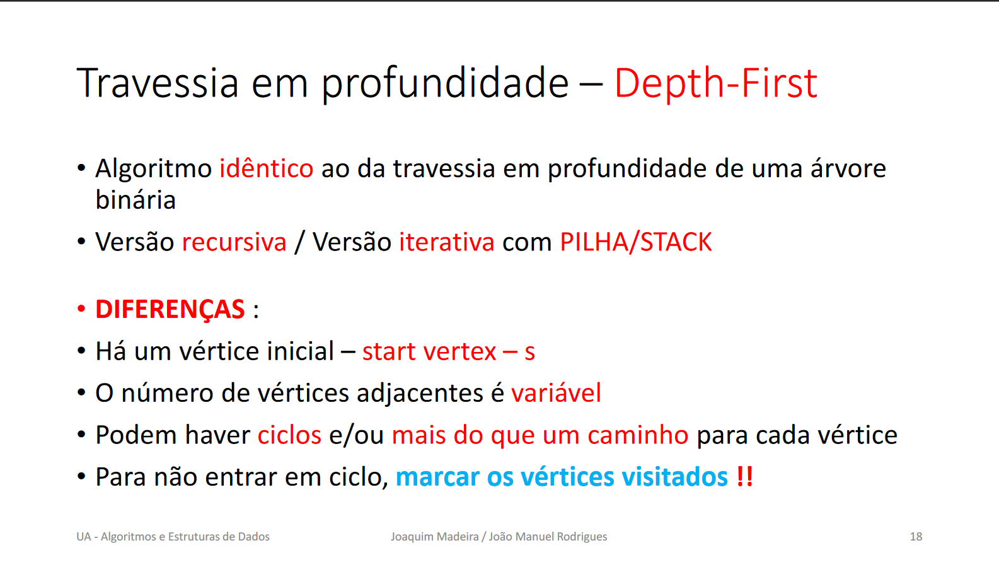 Travessia em profundidade – Depth-First
• Algoritmo idêntico ao da travessia em profundidade de uma árvore
binária
• Versão recursiva / Versão iterativa com PILHA/STACK
• DIFERENÇAS :
• Há um vértice inicial – start vertex – s
• O número de vértices adjacentes é variável
• Podem haver ciclos e/ou mais do que um caminho para cada vértice
• Para não entrar em ciclo, marcar os vértices visitados !!
UA - Algoritmos e Estruturas de Dados Joaquim Madeira / João Manuel Rodrigues 18